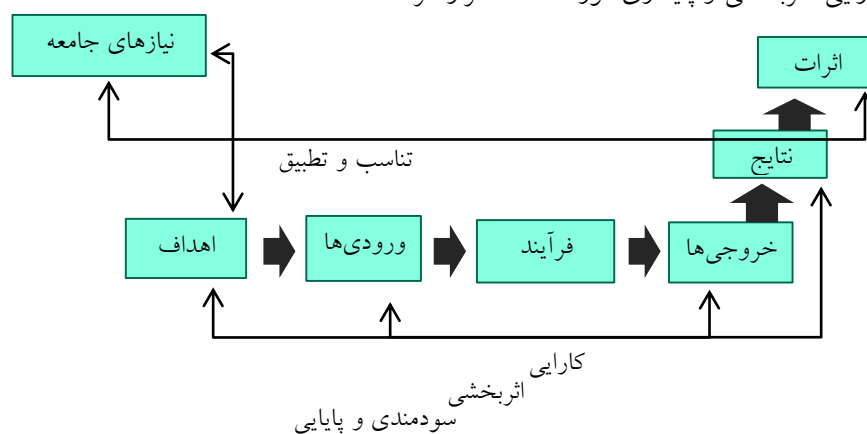 نیازهای جامعه
اثرات
نتایج
تناسب و تطبیق
اهداف
ورودی‌ها
فرآیند
خروجی‌ها
کارایی
اثربخشی
سودمندی و پایایی